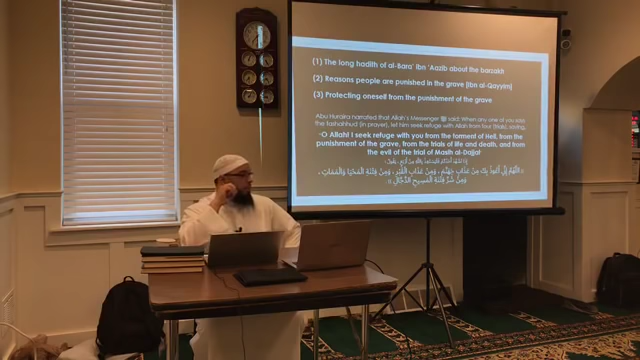 (1) The long hadith of al-Bara' ibn 'Aazib about the barzakh
(2) Reasons people are punished in the grave [Ibn al-Qayyim]
(3) Protecting oneself from the punishment of the grave
Abu Huraira narrated that Allah's Messenger ﷺ said: When any one of you says
the tashahhud (in prayer), let him seek refuge with Allah from four (trials), saying,
"O Allah! I seek refuge with you from the torment of Hell, from the
punishment of the grave, from the trials of life and death, and from
the evil of the trial of Masih al-Dajjal
إِذَا تَشَهَّدَ أَحَدُكُمْ فَلْيَسْتَعِذْ بِاللَّهِ مِنْ أَرْبَعٍ يَقُولُ
اللَّهُمَّ إِنِّي أَعُوذُ بِكَ مِنْ عَذَابِ جَهَنَّمَ ، وَمِنْ عَذَابِ الْقَبْرِ ، وَمِنْ فِتْنَةِ الْمَحْيَا وَالْمَمَاتِ ،
وَمِنْ شَرِّ فِتْنَةِ الْمَسِيحِ الدَّجَّالِ